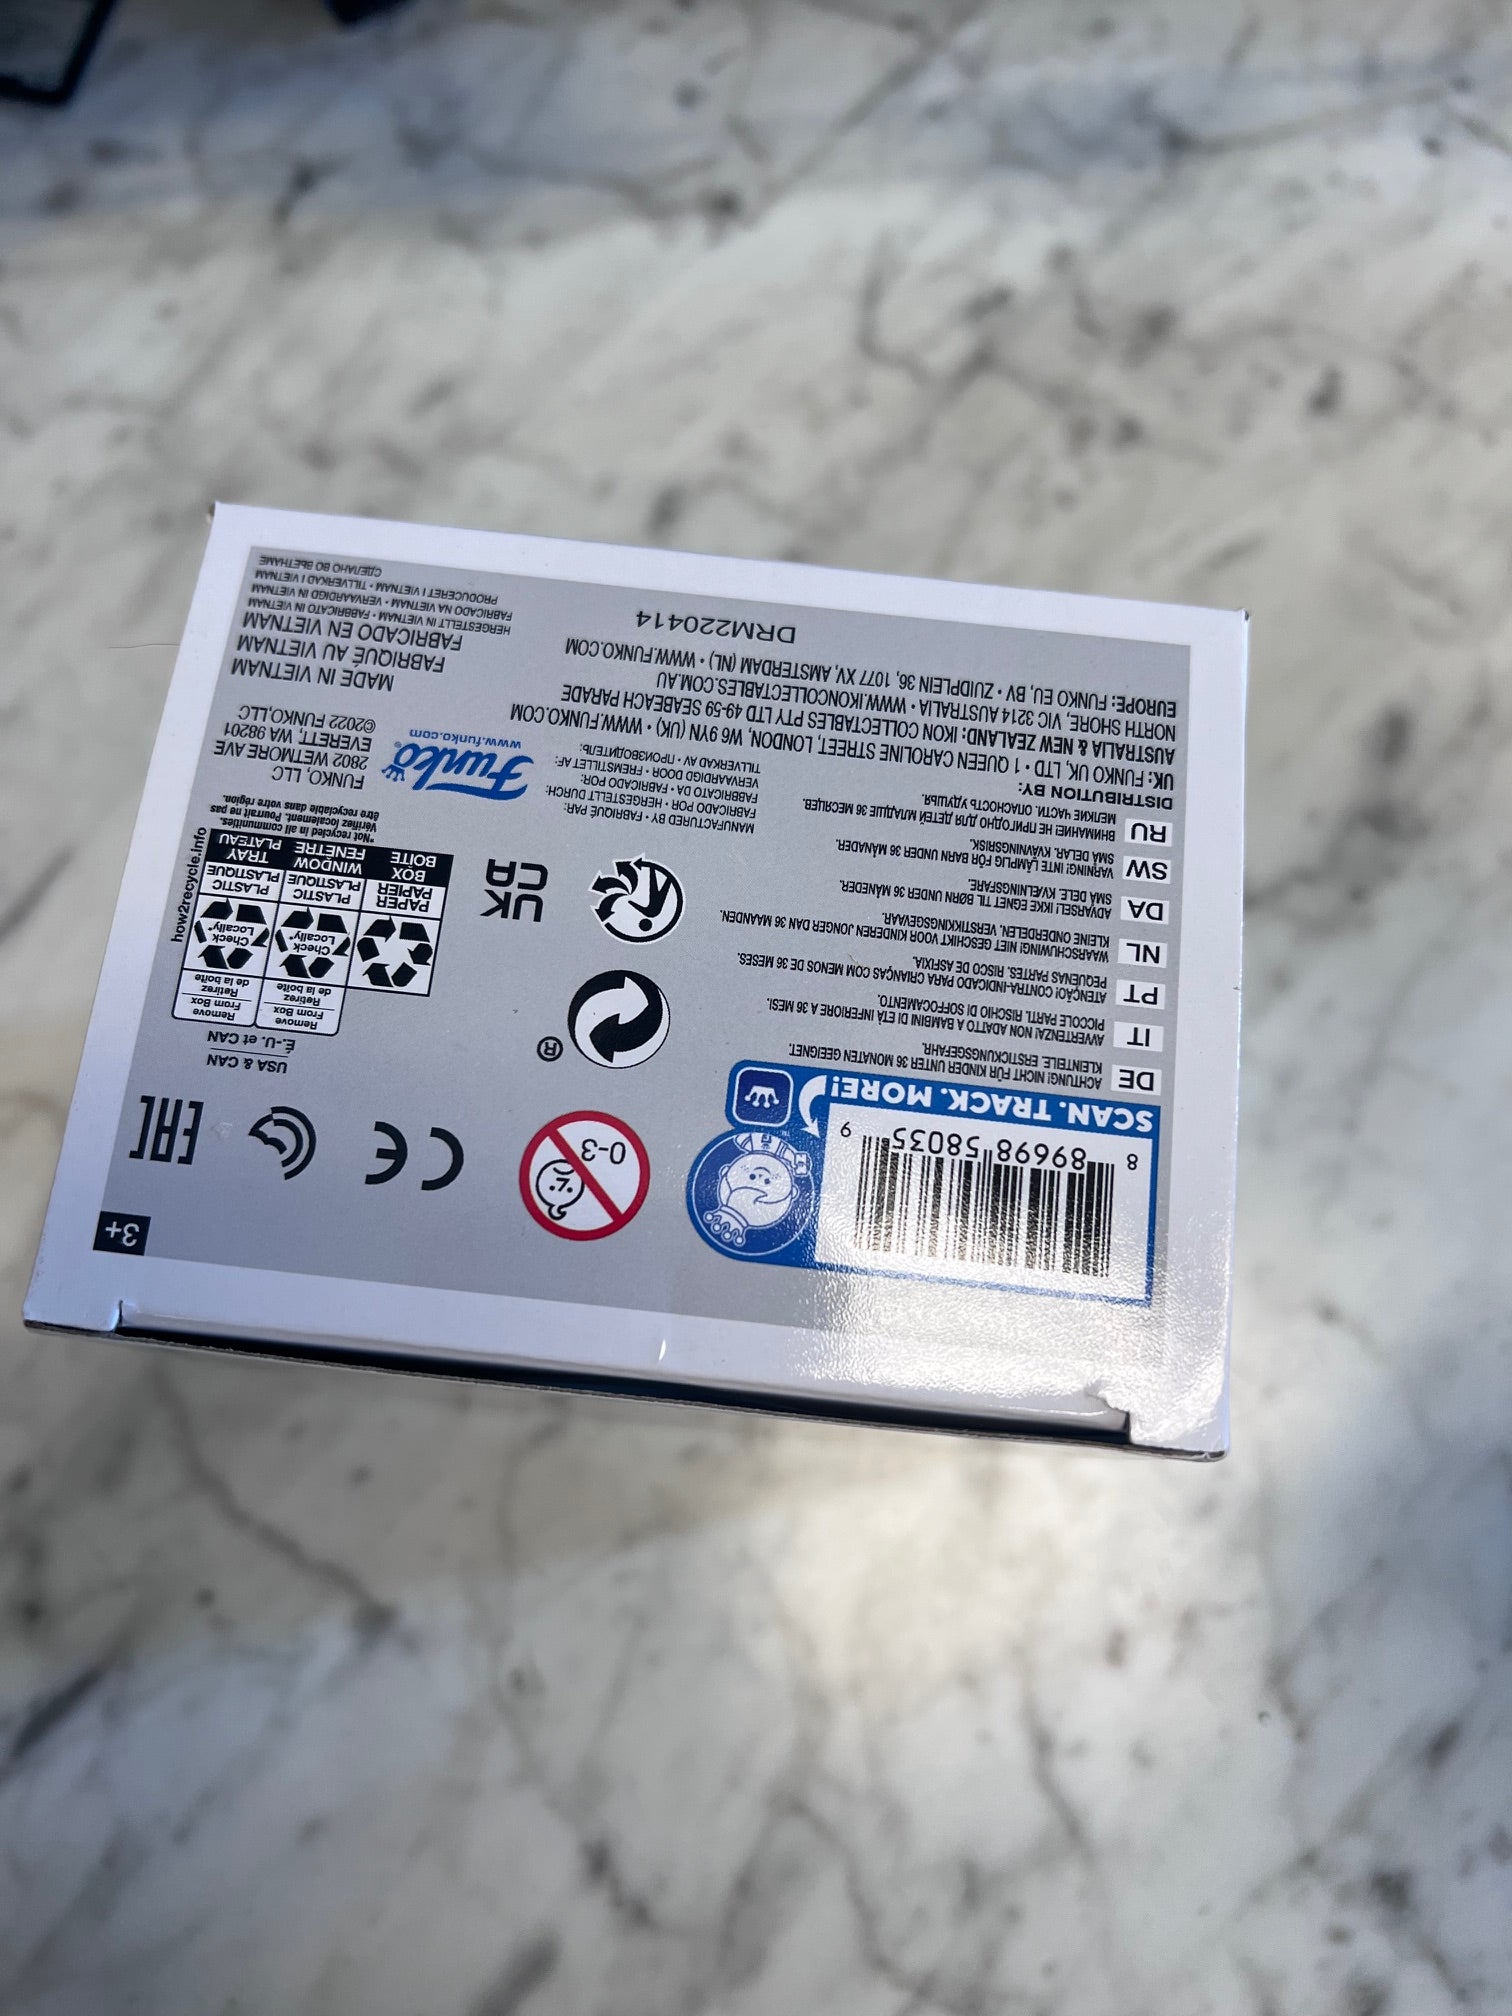 3+
8 89698 58035 9
SCAN. TRACK. MORE!
0-3
CE
EAC
USA & CAN
É.-U. et CAN
Remove
From Box
Retirez
de la boîte
Remove
From Box
Retirez
de la boîte
Check
Locally*
Check
Locally*
PAPER
PAPIER
PLASTIC
PLASTIQUE
PLASTIC
PLASTIQUE
BOX
BOÎTE
WINDOW
FENÊTRE
TRAY
PLATEAU
*Not recycled in all communities.
Vérifiez localement. Pourrait ne pas
être recyclable dans votre région.
how2recycle.info
®
UK
CA
DE ACHTUNG! NICHT FÜR KINDER UNTER 36 MONATEN GEEIGNET.
KLEINTEILE. ERSTICKUNGSGEFAHR.
IT AVVERTENZA! NON ADATTO A BAMBINI DI ETÀ INFERIORE A 36 MESI.
PICCOLE PARTI. RISCHIO DI SOFFOCAMENTO.
PT ATENÇÃO! CONTRA-INDICADO PARA CRIANÇAS COM MENOS DE 36 MESES.
PEQUENAS PARTES. RISCO DE ASFIXIA.
NL WAARSCHUWING! NIET GESCHIKT VOOR KINDEREN JONGER DAN 36 MAANDEN.
KLEINE ONDERDELEN. VERSTIKKINGSGEVAAR.
DA ADVARSEL! IKKE EGNET TIL BØRN UNDER 36 MÅNEDER.
SMÅ DELE. KVÆLNINGSFARE.
SW VARNING! INTE LÄMPLIG FÖR BARN UNDER 36 MÅNADER.
SMÅ DELAR. KVÄVNINGSRISK.
RU ВНИМАНИЕ! НЕ ПРИГОДНО ДЛЯ ДЕТЕЙ МЛАДШЕ 36 МЕСЯЦЕВ.
МЕЛКИЕ ЧАСТИ. ОПАСНОСТЬ УДУШЬЯ.
DISTRIBUTION BY:
UK: FUNKO UK, LTD • 1 QUEEN CAROLINE STREET, LONDON, W6 9YN (UK) • WWW.FUNKO.COM
AUSTRALIA & NEW ZEALAND: IKON COLLECTABLES PTY LTD 49-59 SEABEACH PARADE
NORTH SHORE, VIC 3214 AUSTRALIA • WWW.IKONCOLLECTABLES.COM.AU
EUROPE: FUNKO EU, BV • ZUIDPLEIN 36, 1077 XV, AMSTERDAM (NL) • WWW.FUNKO.COM
DRM220414
MANUFACTURED BY • FABRIQUÉ PAR:
FABRICADO POR • HERGESTELLT DURCH:
FABBRICATO DA • FABRICADO POR:
VERVAARDIGD DOOR • FREMSTILLET AF:
TILLVERKAD AV • ПРОИЗВОДИТЕЛЬ:
Funko®
www.funko.com
FUNKO, LLC
2802 WETMORE AVE
EVERETT, WA 98201
©2022 FUNKO,LLC
MADE IN VIETNAM
FABRIQUÉ AU VIETNAM
FABRICADO EN VIETNAM
HERGESTELLT IN VIETNAM • FABBRICATO IN VIETNAM
FABRICADO NA VIETNAM • VERVAARDIGD IN VIETNAM
PRODUCERET I VIETNAM • TILLVERKAD I VIETNAM
СДЕЛАНО ВО ВЬЕТНАМЕ